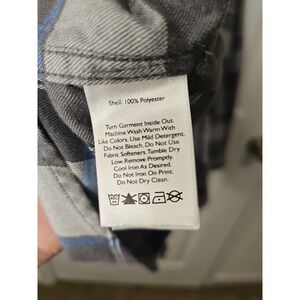 Shell: 100% Polyester
Turn Garment Inside Out.
Machine Wash Warm With
Like Colors. Use Mild Detergent.
Do Not Bleach. Do Not Use
Fabric Softeners. Tumble Dry
Low. Remove Promptly.
Cool Iron As Desired.
Do Not Iron On Print.
Do Not Dry Clean.